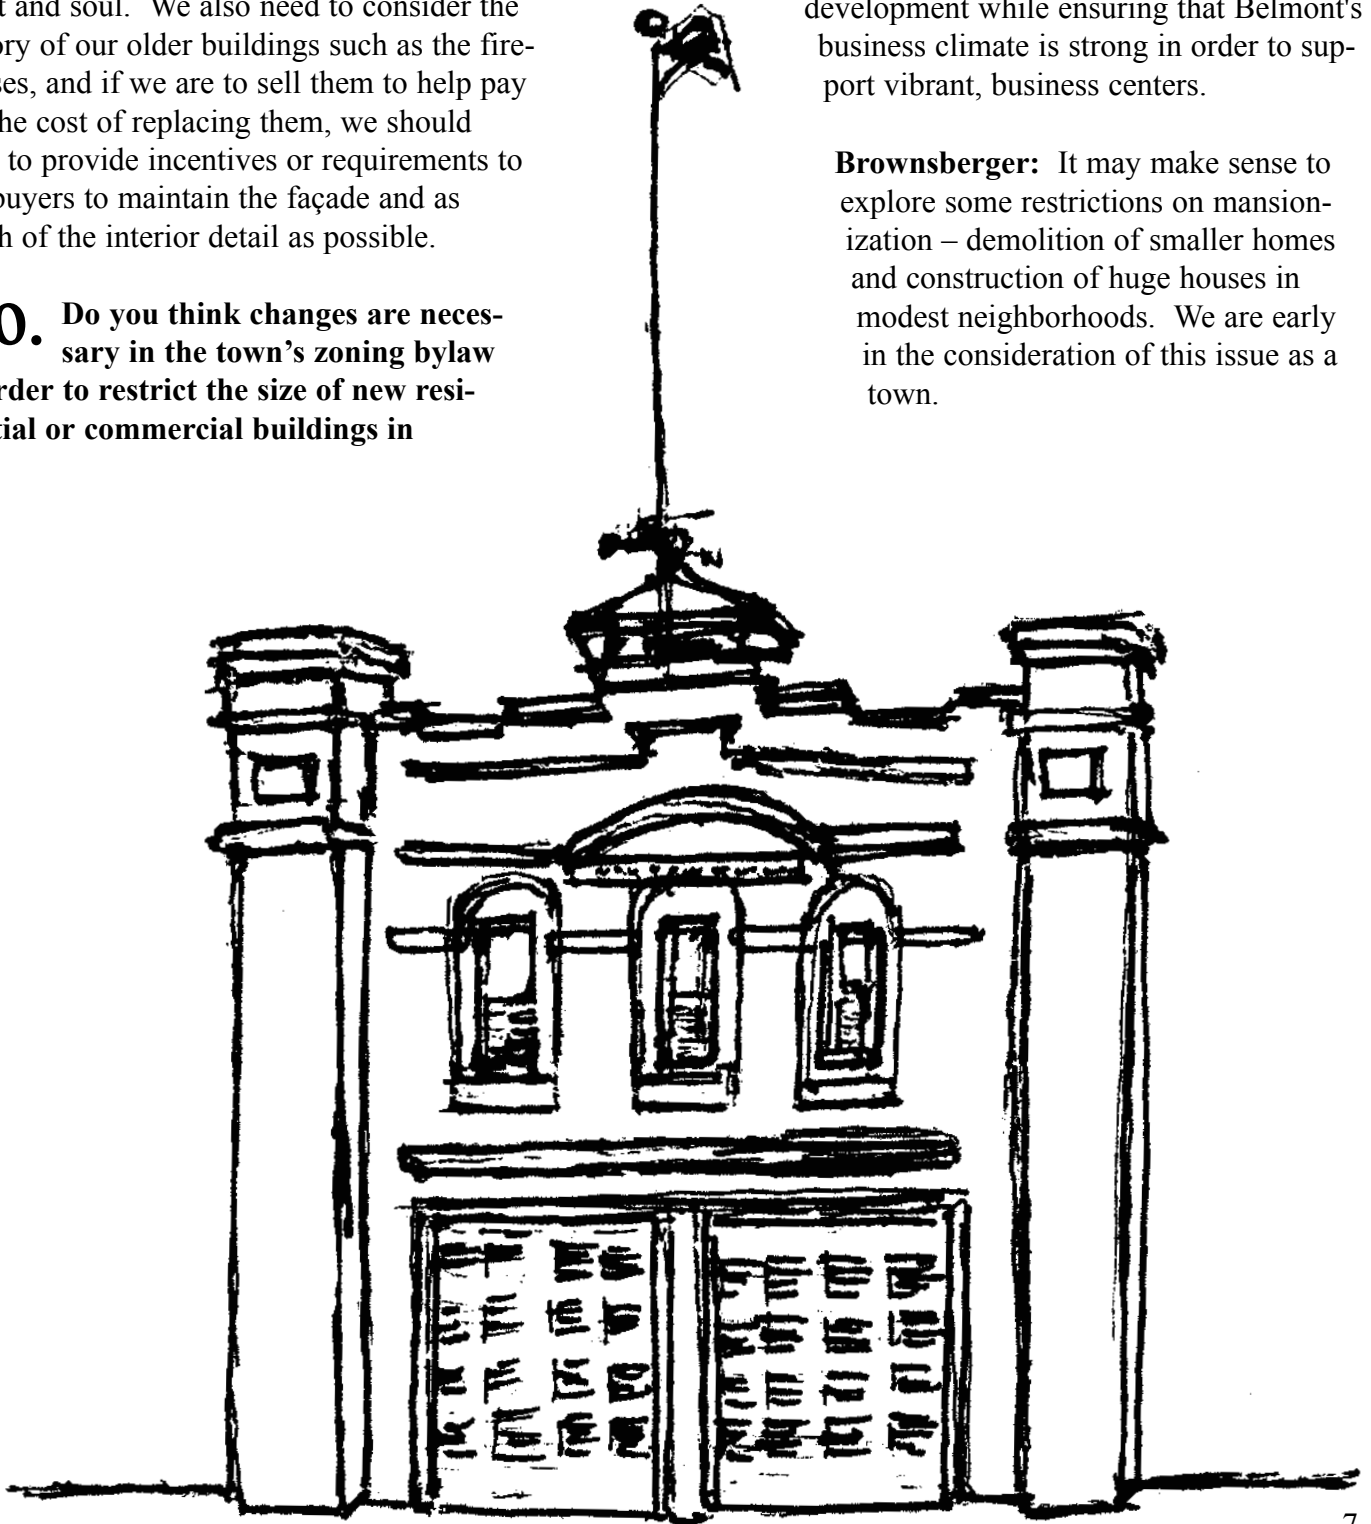 t and soul. We also need to consider the
ory of our older buildings such as the fire-
ses, and if we are to sell them to help pay
he cost of replacing them, we should
to provide incentives or requirements to
buyers to maintain the façade and as
h of the interior detail as possible.
0. Do you think changes are neces-
sary in the town’s zoning bylaw
rder to restrict the size of new resi-
tial or commercial buildings in
development while ensuring that Belmont's
business climate is strong in order to sup-
port vibrant, business centers.
Brownsberger: It may make sense to
explore some restrictions on mansion-
ization – demolition of smaller homes
and construction of huge houses in
modest neighborhoods. We are early
in the consideration of this issue as a
town.
7